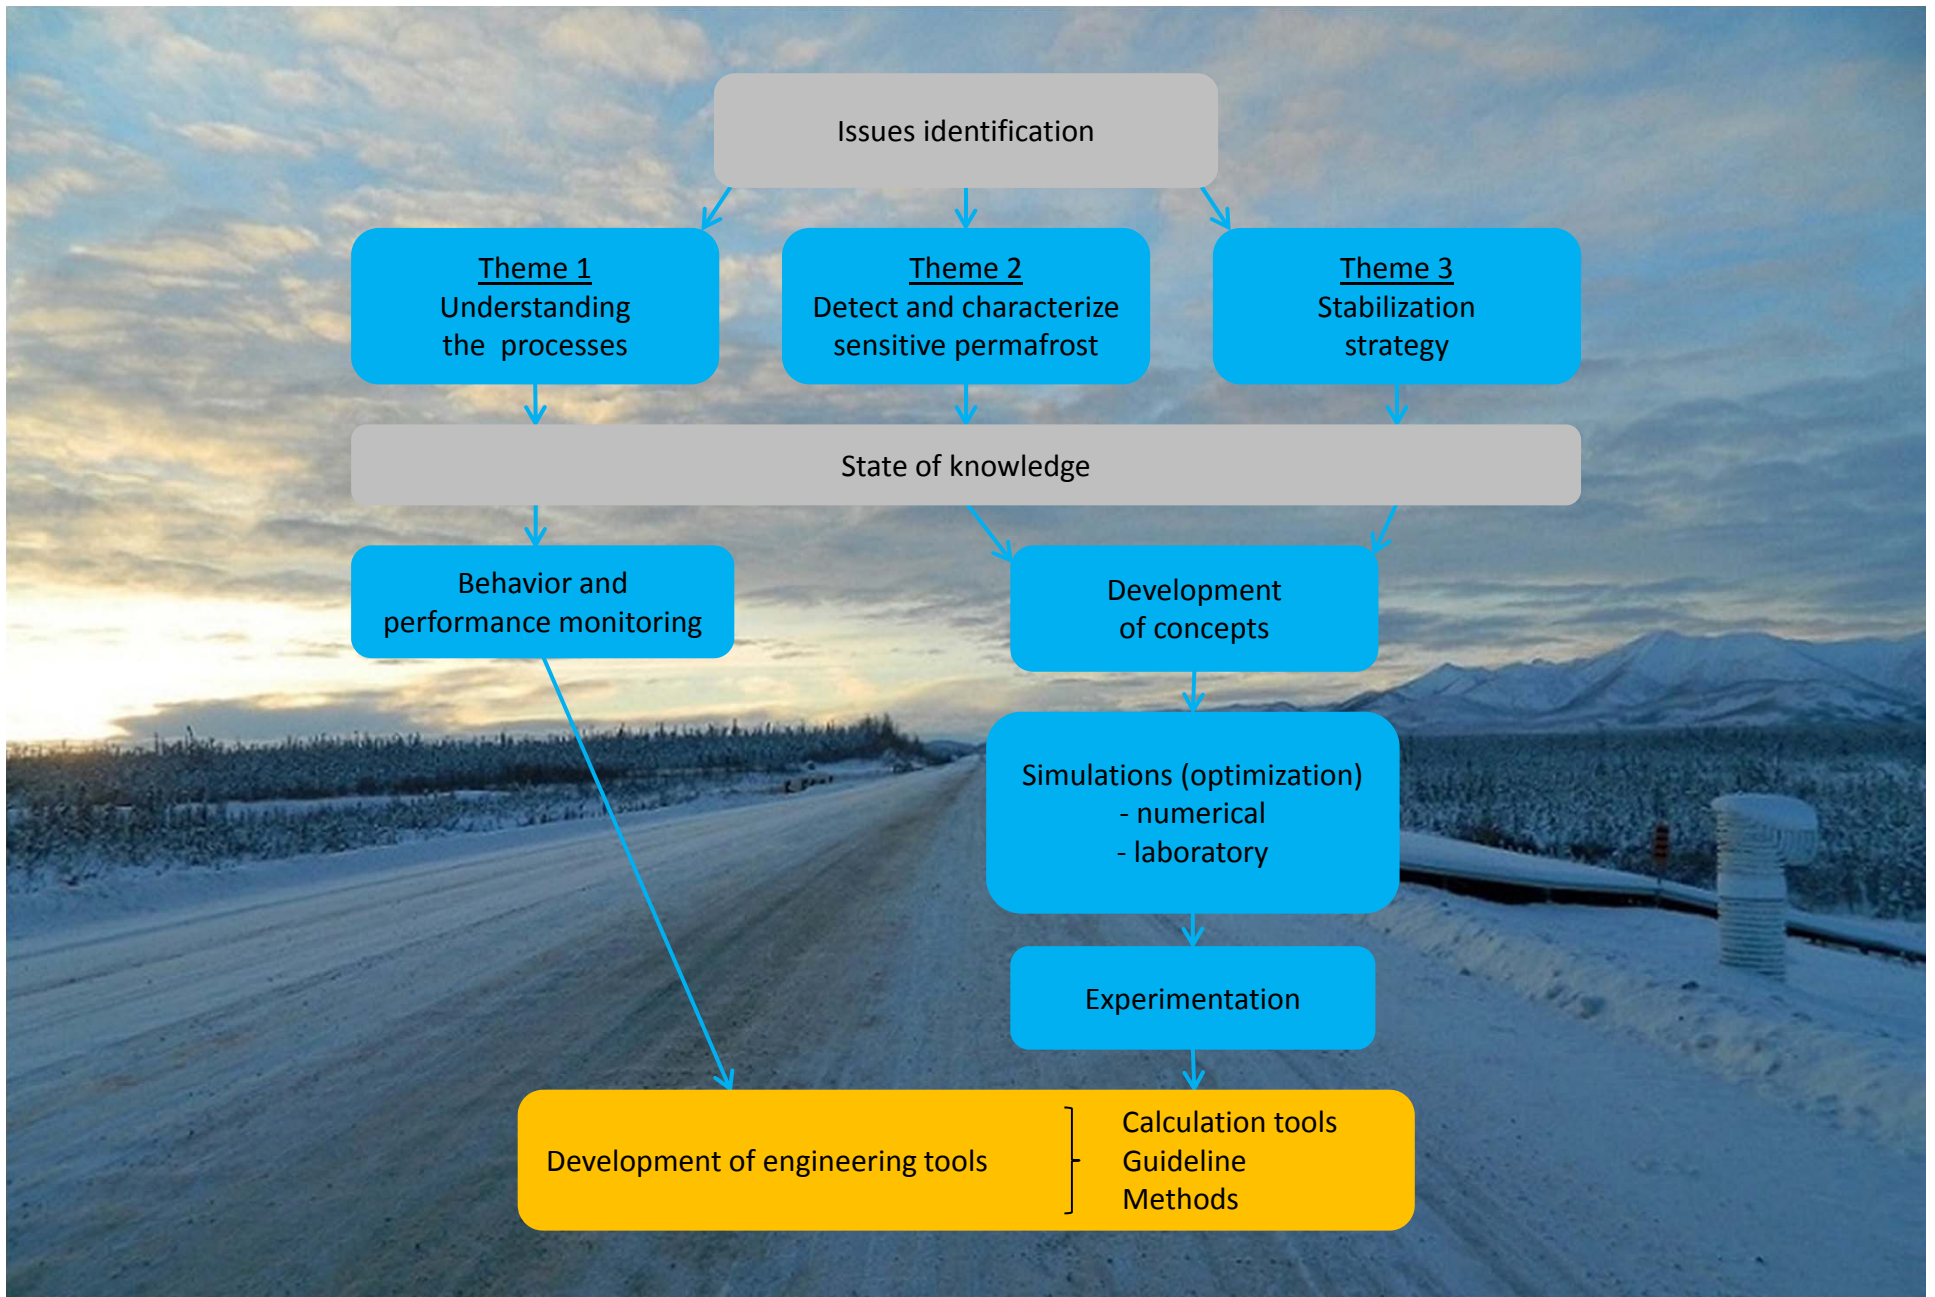 Issues identification
Theme 1
Understanding
the processes
Theme 2
Detect and characterize
sensitive permafrost
Theme 3
Stabilization
strategy
State of knowledge
Behavior and
performance monitoring
Development
of concepts
Simulations (optimization)
- numerical
- laboratory
Experimentation
Development of engineering tools
Calculation tools
Guideline
Methods